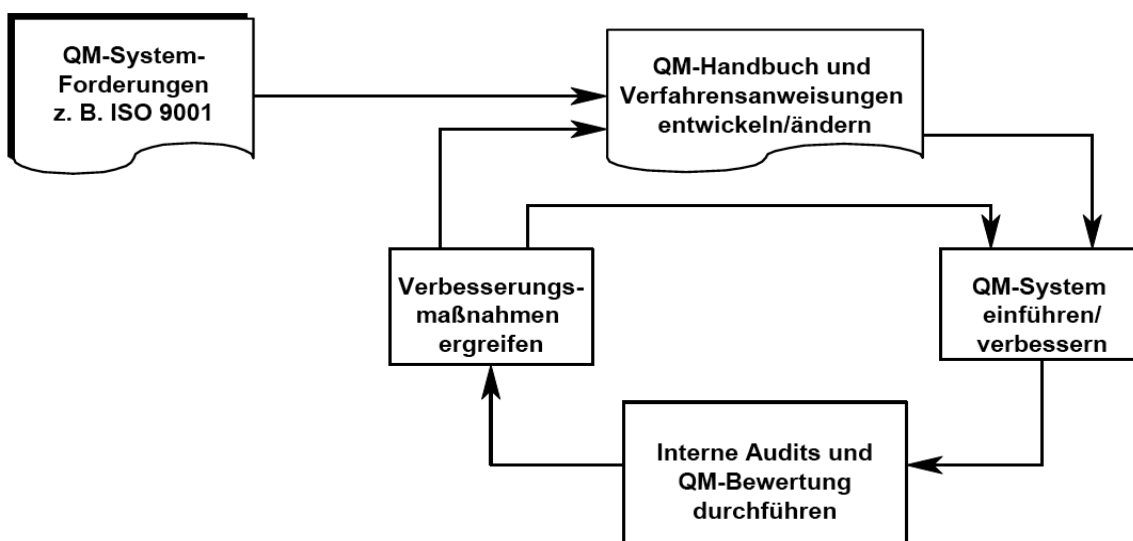 QM-System-
Forderungen
z. B. ISO 9001
QM-Handbuch und
Verfahrensanweisungen
entwickeln/ändern
Verbesserungs-
maßnahmen
ergreifen
QM-System
einführen/
verbessern
Interne Audits und
QM-Bewertung
durchführen